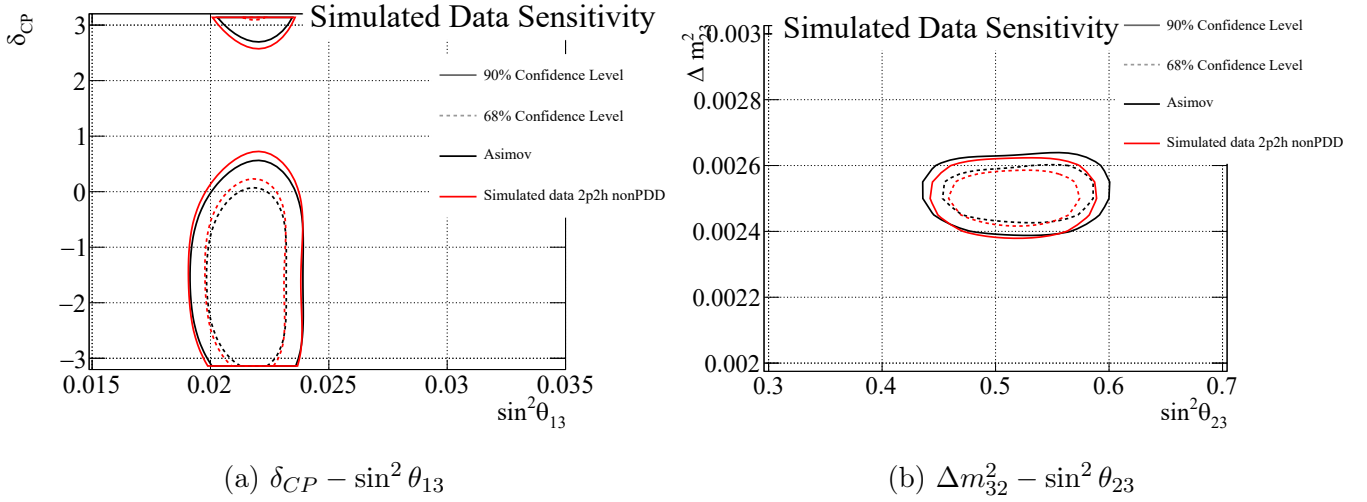 Simulated Data Sensitivity
δCP
3
2
1
0
−1
−2
−3
0.015 0.02 0.025 0.03 0.035
sin²θ13
90% Confidence Level
68% Confidence Level
Asimov
Simulated data 2p2h nonPDD
(a) δCP − sin² θ13
Simulated Data Sensitivity
Δ m²23
0.003
0.0028
0.0026
0.0024
0.0022
0.002
0.3 0.4 0.5 0.6 0.7
sin²θ23
90% Confidence Level
68% Confidence Level
Asimov
Simulated data 2p2h nonPDD
(b) Δm²32 − sin² θ23